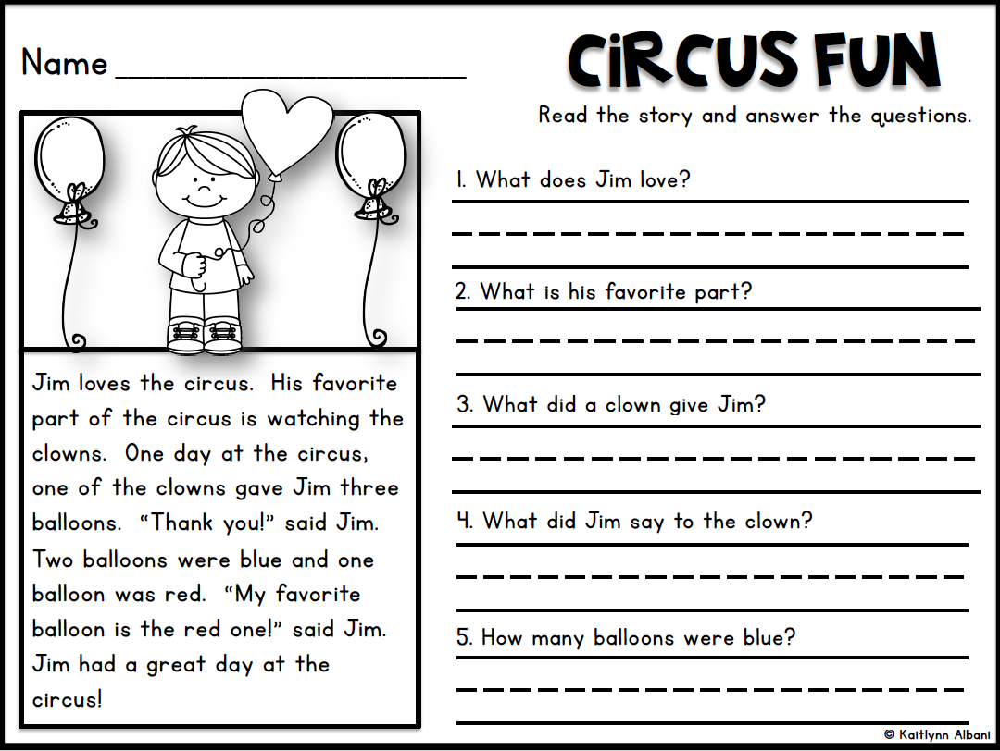 Name
CiRCUS FUN
Read the story and answer the questions.
Jim loves the circus. His favorite
part of the circus is watching the
clowns. One day at the circus,
one of the clowns gave Jim three
balloons. “Thank you!” said Jim.
Two balloons were blue and one
balloon was red. “My favorite
balloon is the red one!” said Jim.
Jim had a great day at the
circus!
1. What does Jim love?
2. What is his favorite part?
3. What did a clown give Jim?
4. What did Jim say to the clown?
5. How many balloons were blue?
© Kaitlynn Albani